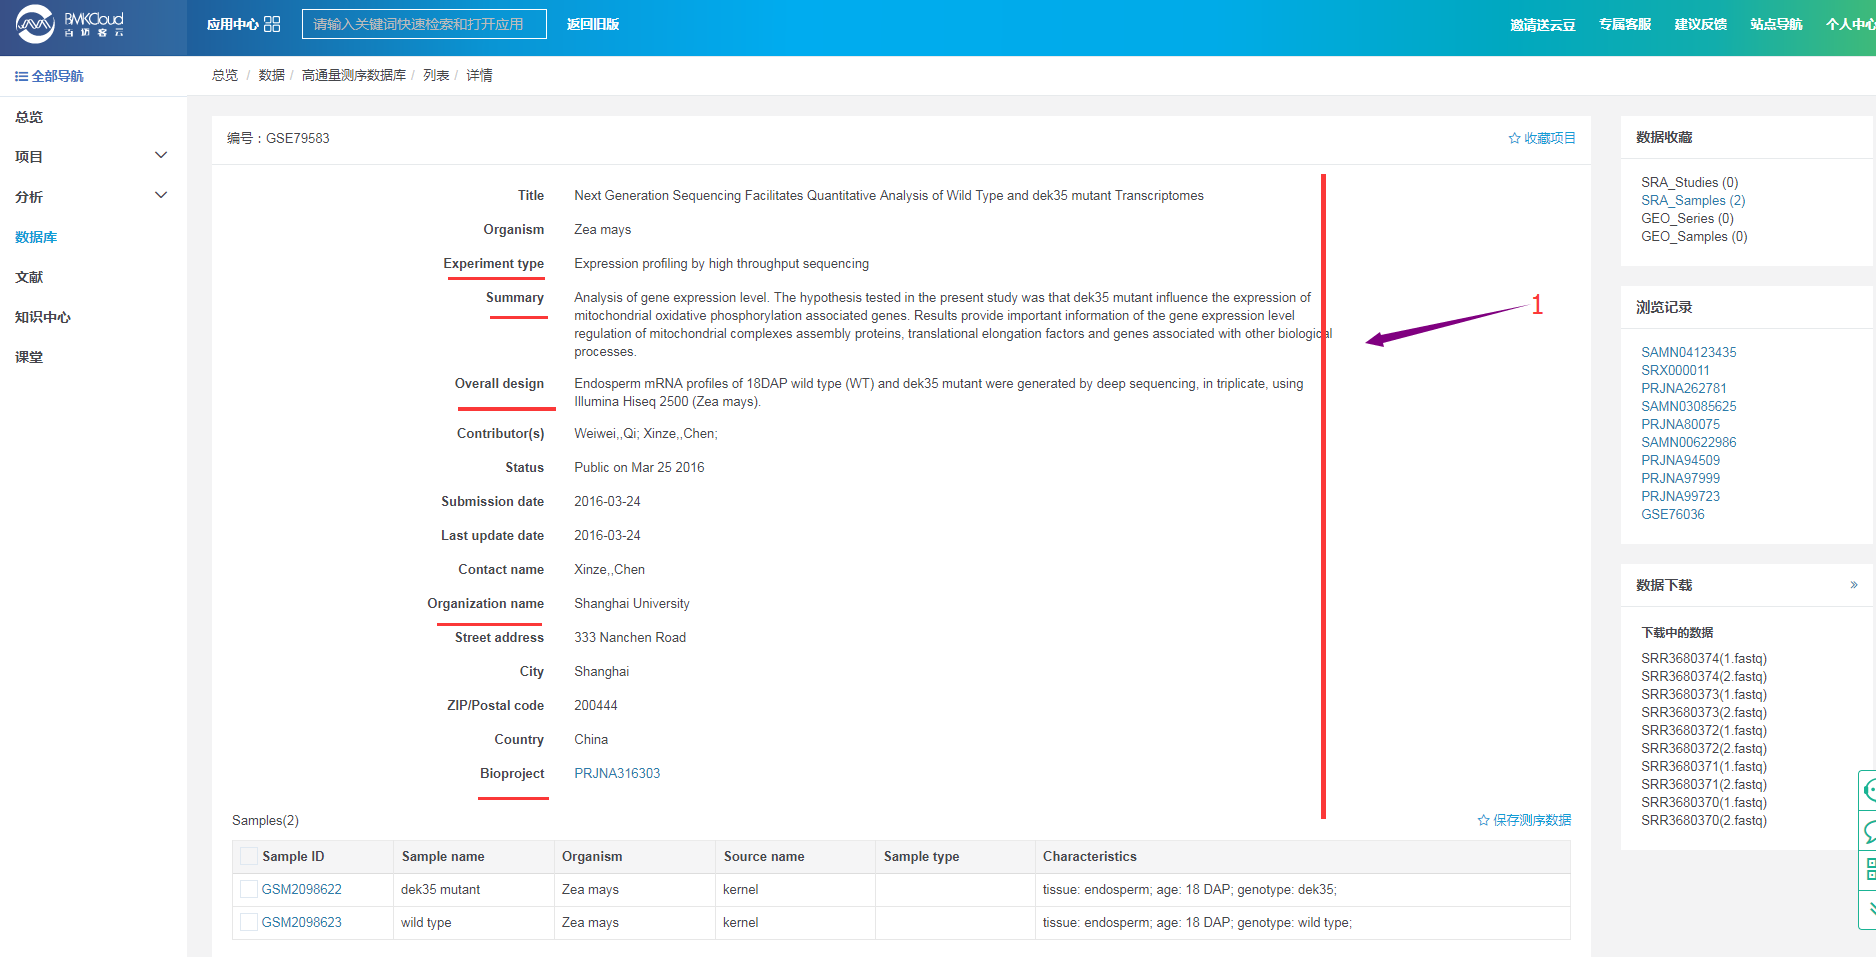 BMKCloud
百迈客云
应用中心
请输入关键词快速检索和打开应用
返回旧版
邀请送云豆
专属客服
建议反馈
站点导航
个人中心
全部导航
总览 / 数据 / 高通量测序数据库 / 列表 / 详情
总览
项目
分析
数据库
文献
知识中心
课堂
编号：GSE79583
收藏项目
Title Next Generation Sequencing Facilitates Quantitative Analysis of Wild Type and dek35 mutant Transcriptomes
Organism Zea mays
Experiment type Expression profiling by high throughput sequencing
Summary Analysis of gene expression level. The hypothesis tested in the present study was that dek35 mutant influence the expression of
mitochondrial oxidative phosphorylation associated genes. Results provide important information of the gene expression level
regulation of mitochondrial complexes assembly proteins, translational elongation factors and genes associated with other biological
processes.
Overall design Endosperm mRNA profiles of 18DAP wild type (WT) and dek35 mutant were generated by deep sequencing, in triplicate, using
Illumina Hiseq 2500 (Zea mays).
Contributor(s) Weiwei,,Qi; Xinze,,Chen;
Status Public on Mar 25 2016
Submission date 2016-03-24
Last update date 2016-03-24
Contact name Xinze,,Chen
Organization name Shanghai University
Street address 333 Nanchen Road
City Shanghai
ZIP/Postal code 200444
Country China
Bioproject PRJNA316303
1
Samples(2)
保存测序数据
Sample ID Sample name Organism Source name Sample type Characteristics
GSM2098622 dek35 mutant Zea mays kernel tissue: endosperm; age: 18 DAP; genotype: dek35;
GSM2098623 wild type Zea mays kernel tissue: endosperm; age: 18 DAP; genotype: wild type;
数据收藏
SRA_Studies (0)
SRA_Samples (2)
GEO_Series (0)
GEO_Samples (0)
浏览记录
SAMN04123435
SRX000011
PRJNA262781
SAMN03085625
PRJNA80075
SAMN00622986
PRJNA94509
PRJNA97999
PRJNA99723
GSE76036
数据下载 »
下载中的数据
SRR3680374(1.fastq)
SRR3680374(2.fastq)
SRR3680373(1.fastq)
SRR3680373(2.fastq)
SRR3680372(1.fastq)
SRR3680372(2.fastq)
SRR3680371(1.fastq)
SRR3680371(2.fastq)
SRR3680370(1.fastq)
SRR3680370(2.fastq)